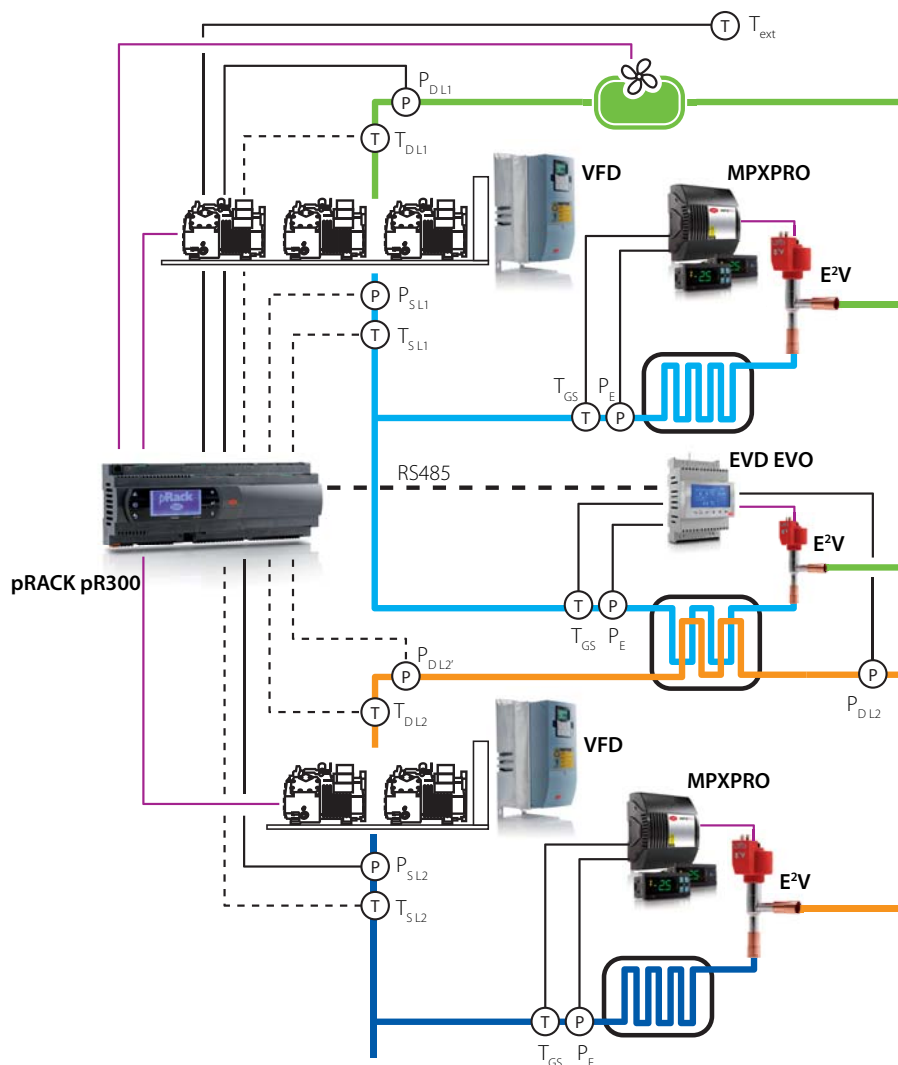 T T ext
P DL1
P
T T DL1
VFD
MPXPRO
E²V
P P SL1
T T SL1
T GS P E
T P
RS485
EVD EVO
pRack
E²V
pRACK pR300
T P
T GS P E
P DL2'
P
P
P DL2
T T DL2
VFD
MPXPRO
P P SL2
E²V
T T SL2
T P
T GS P E